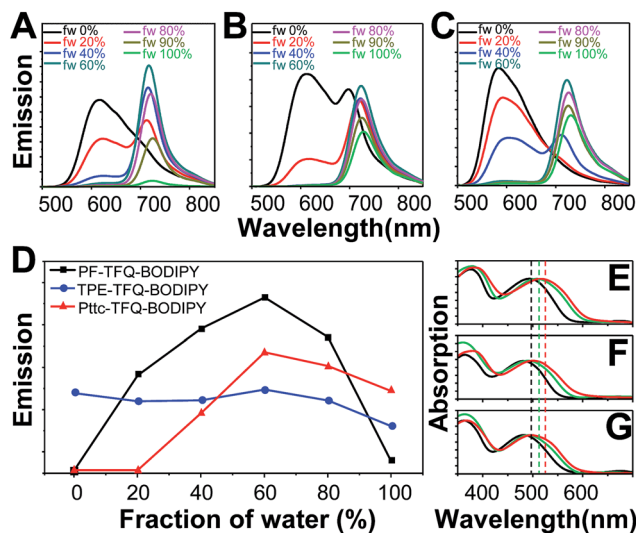 A
fw 0%
fw 20%
fw 40%
fw 60%
fw 80%
fw 90%
fw 100%
B
fw 0%
fw 20%
fw 40%
fw 60%
fw 80%
fw 90%
fw 100%
C
fw 0%
fw 20%
fw 40%
fw 60%
fw 80%
fw 90%
fw 100%
Emission
500 600 700 800
500 600 700 800
500 600 700 800
Wavelength(nm)
D
PF-TFQ-BODIPY
TPE-TFQ-BODIPY
Pttc-TFQ-BODIPY
Emission
0 20 40 60 80 100
Fraction of water (%)
E
F
G
Absorption
400 500 600
Wavelength(nm)